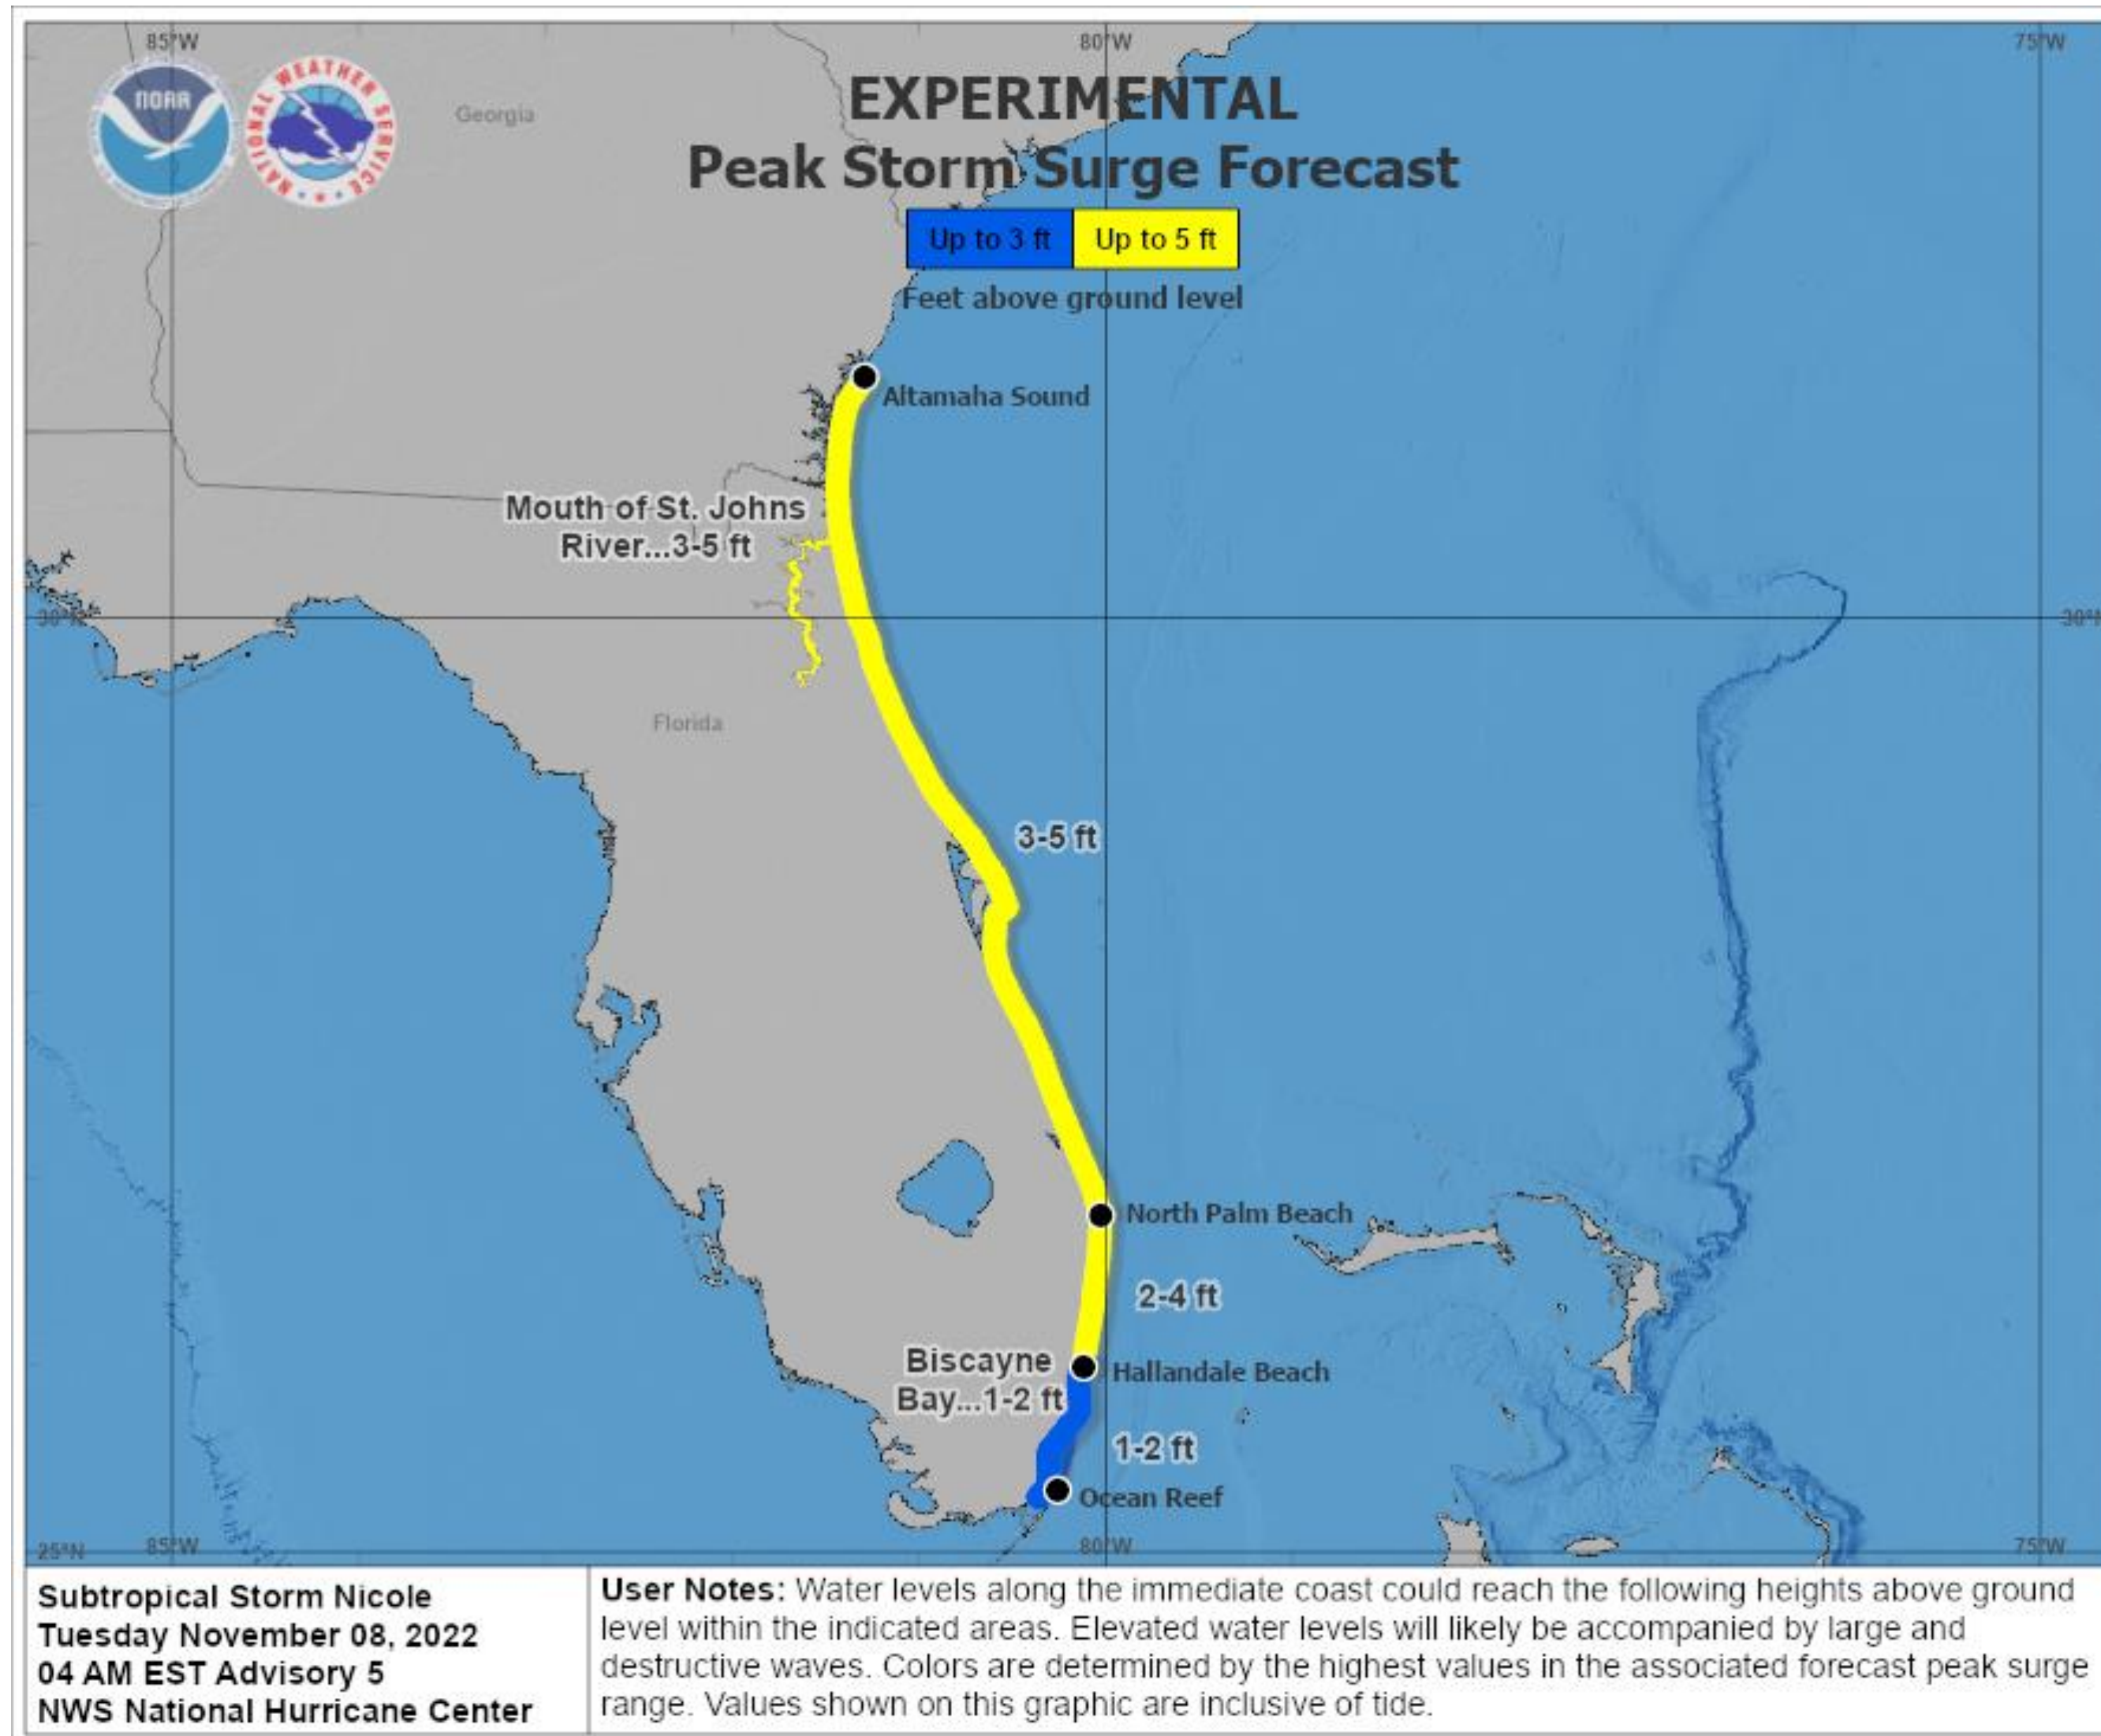 85°W
80°W
75°W
NOAA
NATIONAL WEATHER SERVICE
Georgia
EXPERIMENTAL
Peak Storm Surge Forecast
Up to 3 ft
Up to 5 ft
Feet above ground level
Altamaha Sound
Mouth of St. Johns
River...3-5 ft
30°N
30°N
Florida
3-5 ft
North Palm Beach
2-4 ft
Biscayne
Bay...1-2 ft
Hallandale Beach
1-2 ft
Ocean Reef
25°N
85°W
80°W
75°W
Subtropical Storm Nicole
Tuesday November 08, 2022
04 AM EST Advisory 5
NWS National Hurricane Center
User Notes: Water levels along the immediate coast could reach the following heights above ground
level within the indicated areas. Elevated water levels will likely be accompanied by large and
destructive waves. Colors are determined by the highest values in the associated forecast peak surge
range. Values shown on this graphic are inclusive of tide.